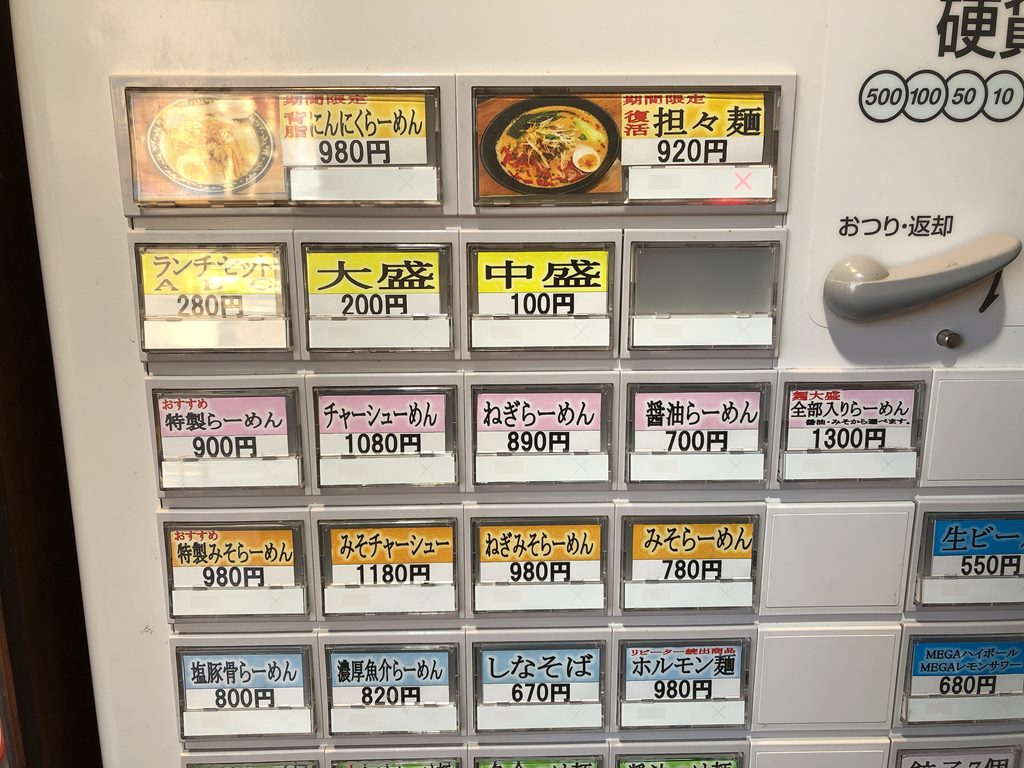 硬貨
500 100 50 10
期間限定
背脂にんにくらーめん
980円
期間限定
復活 担々麺
920円
×
おつり・返却
ランチ・セット
A B C
280円
大盛
200円
中盛
100円
おすすめ
特製らーめん
900円
チャーシューめん
1080円
ねぎらーめん
890円
醤油らーめん
700円
麺大盛
全部入りらーめん
醤油・みそから選べます。
1300円
おすすめ
特製みそらーめん
980円
みそチャーシュー
1180円
ねぎみそらーめん
980円
みそらーめん
780円
生ビー
550円
塩豚骨らーめん
800円
濃厚魚介らーめん
820円
しなそば
670円
リピーター続出商品
ホルモン麺
980円
MEGAハイボール
MEGAレモンサワー
680円